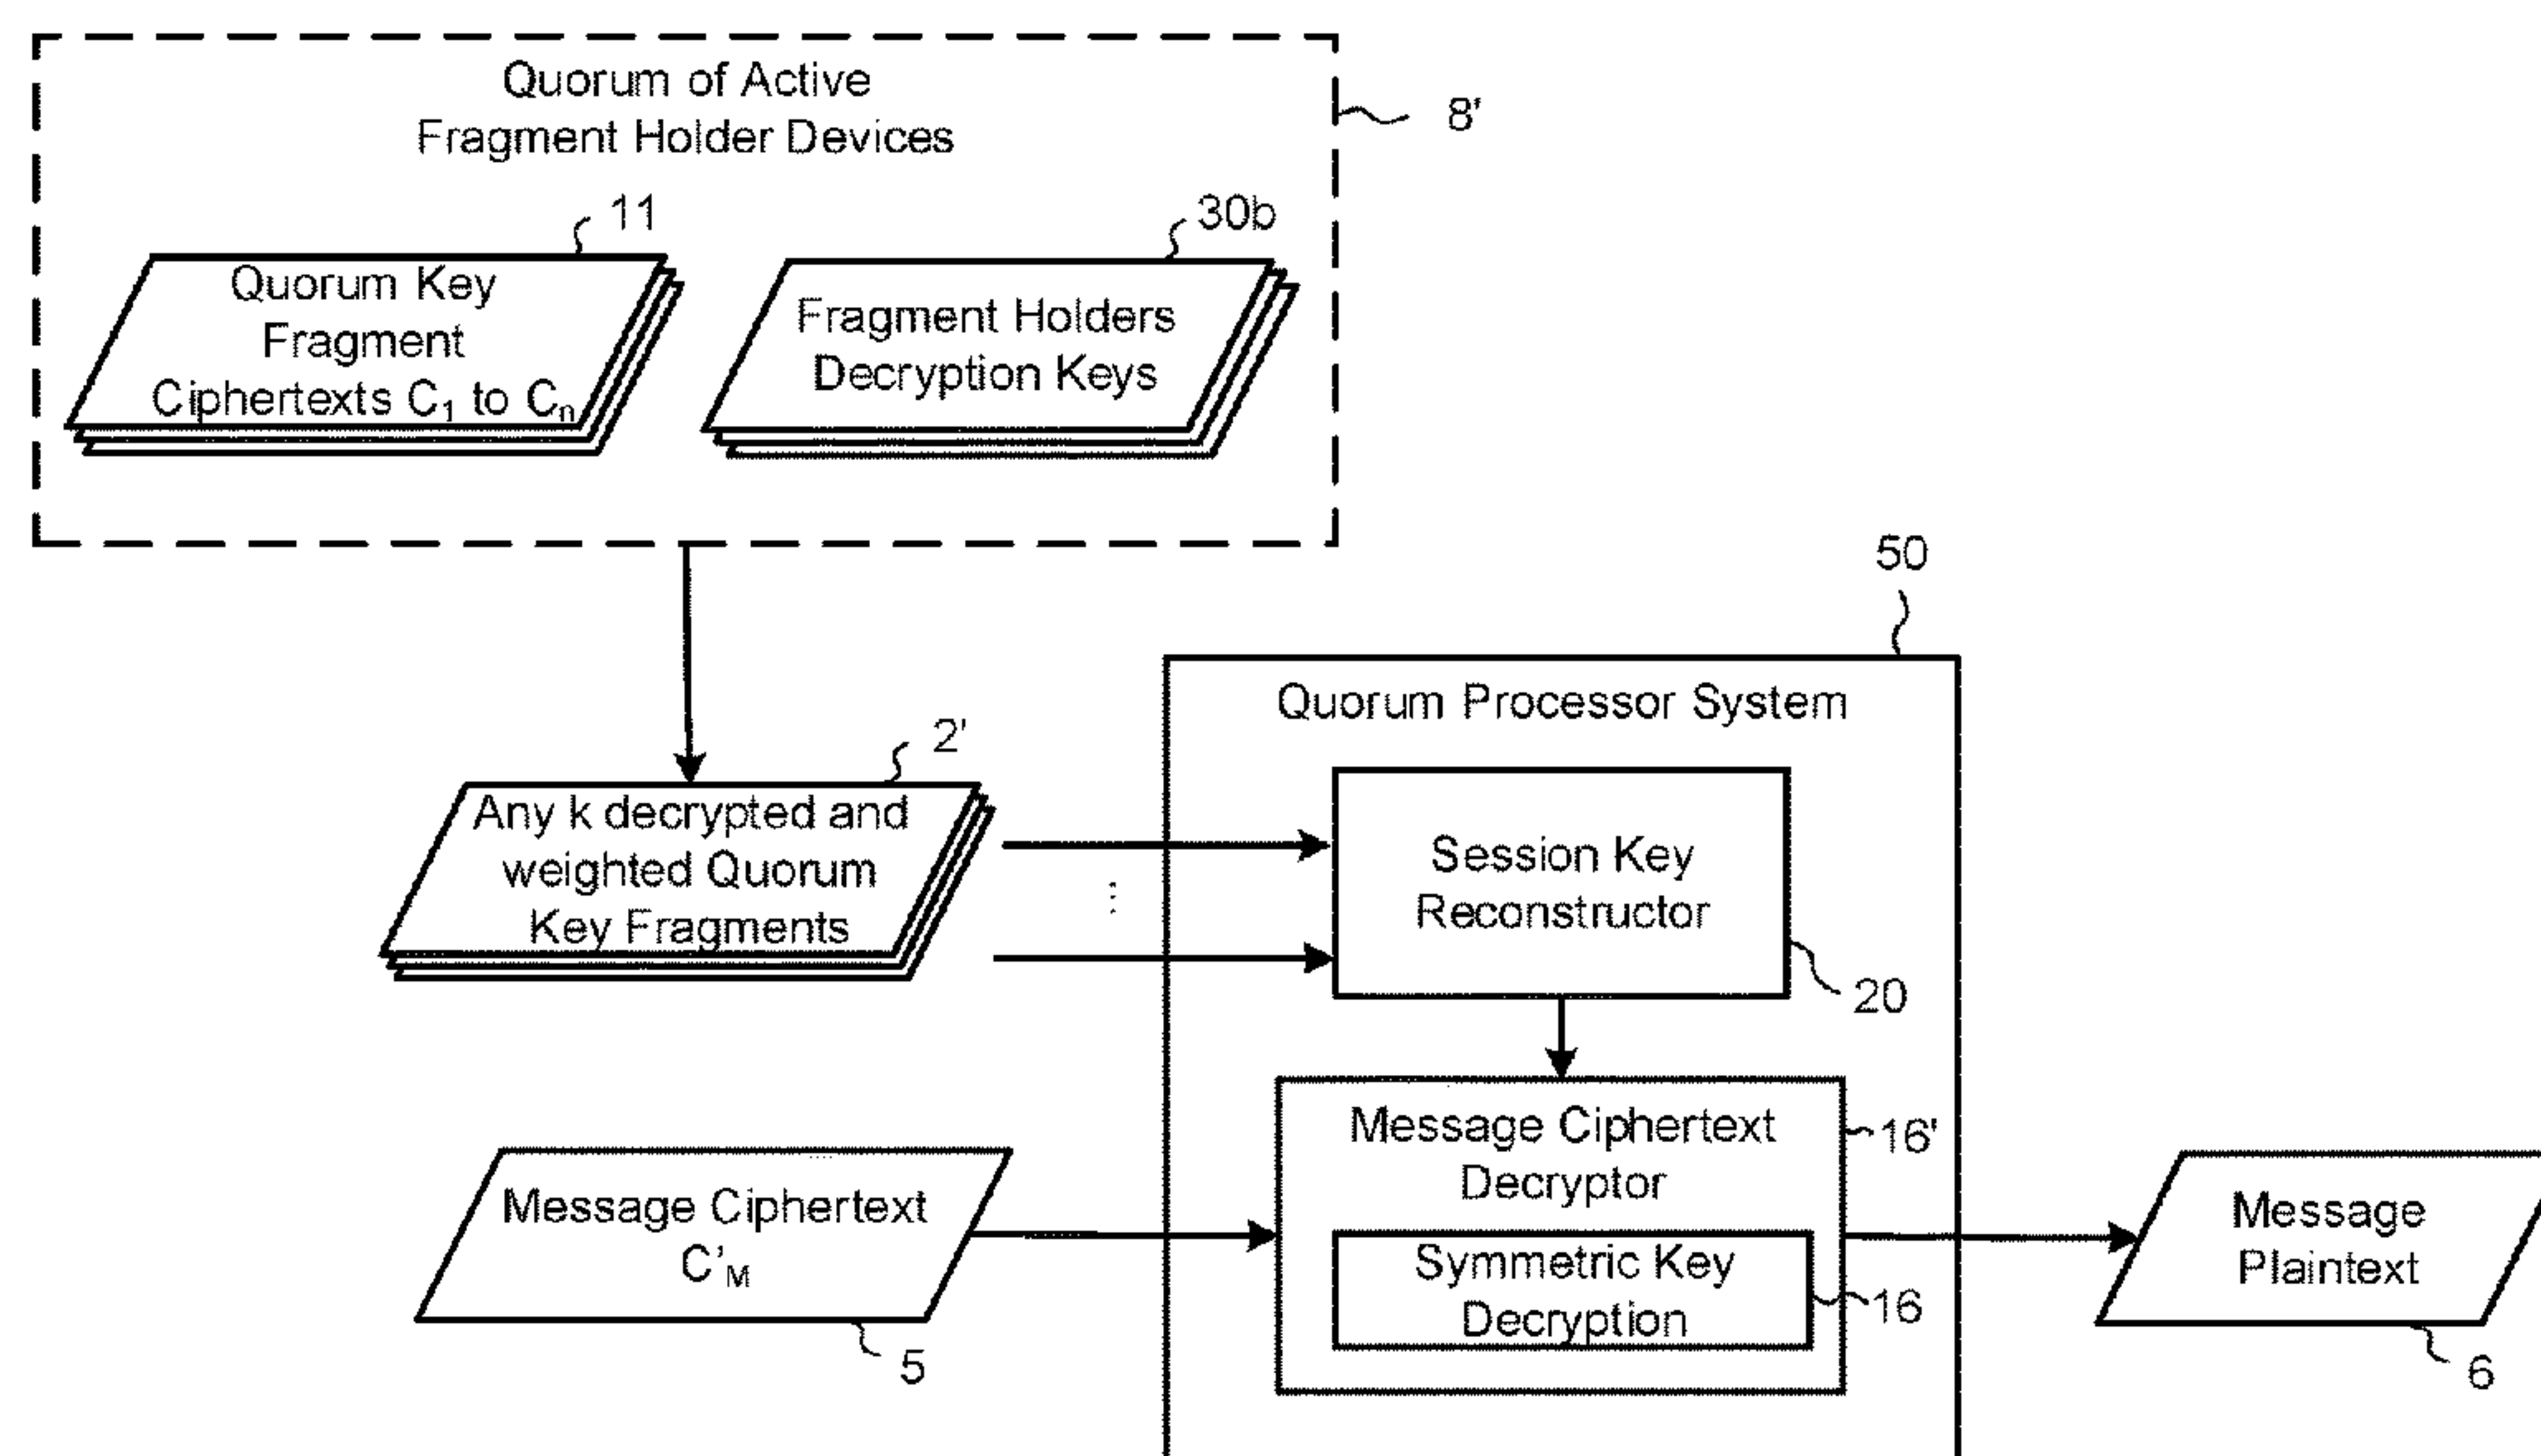 Quorum of Active
Fragment Holder Devices
8'
11
30b
Quorum Key
Fragment
Ciphertexts C₁ to Cₙ
Fragment Holders
Decryption Keys
50
Quorum Processor System
2'
Any k decrypted and
weighted Quorum
Key Fragments
...
Session Key
Reconstructor
20
Message Ciphertext
C'M
5
Message Ciphertext
Decryptor
16'
Symmetric Key
Decryption
16
Message
Plaintext
6